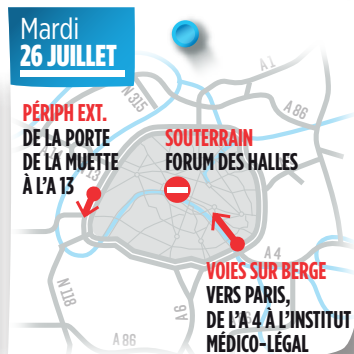 Mardi
26 JUILLET
A 1
N 315
A 86
PÉRIPH EXT.
DE LA PORTE
DE LA MUETTE
À L'A 13
SOUTERRAIN
FORUM DES HALLES
13
A 4
VOIES SUR BERGE
VERS PARIS,
DE L'A 4 À L'INSTITUT
MÉDICO-LÉGAL
N 118
A 6
A 86